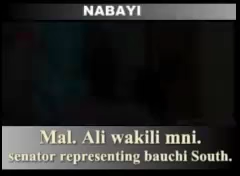 NABAYI
Mal. Ali wakili mni.
senator representing bauchi South.